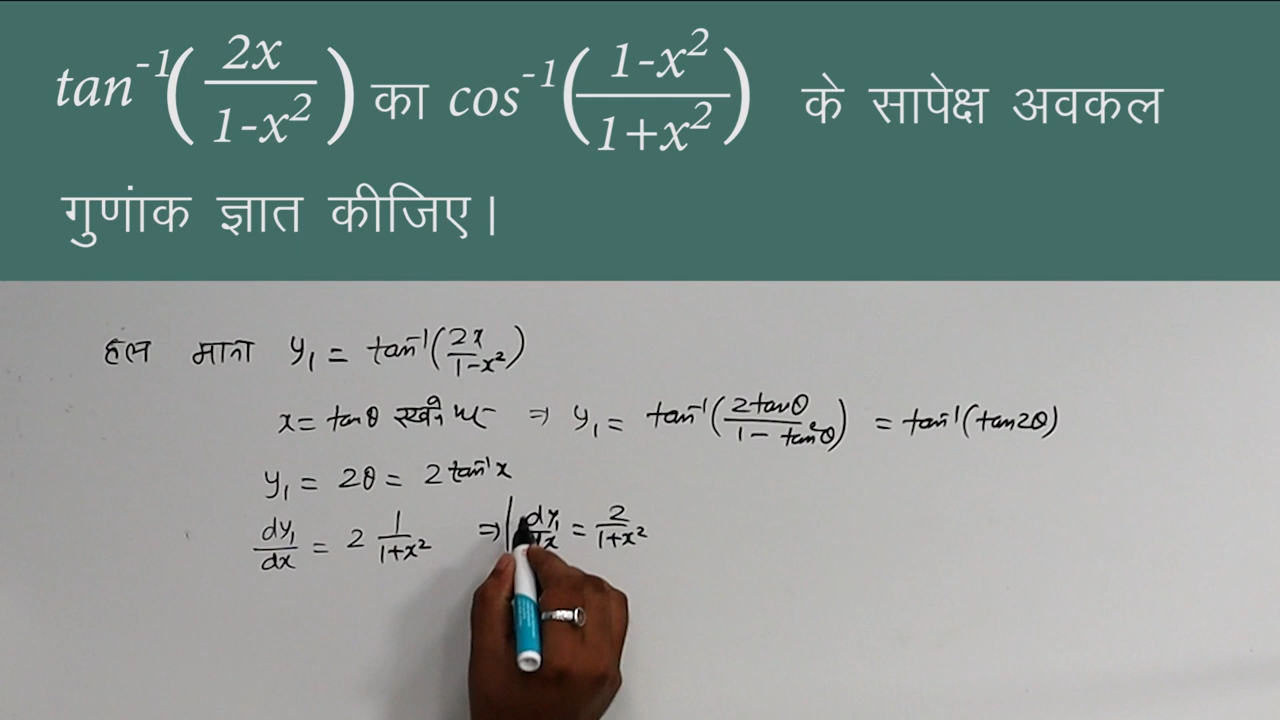 tan⁻¹(2x/1-x²) का cos⁻¹(1-x²/1+x²) के सापेक्ष अवकल
गुणांक ज्ञात कीजिए।
हल माना y₁ = tan⁻¹(2x/1-x²)
x = tanθ रखने पर ⇒ y₁ = tan⁻¹(2tanθ/1 - tan²θ) = tan⁻¹(tan2θ)
y₁ = 2θ = 2tan⁻¹x
dy₁/dx = 2 1/1+x² ⇒ dy₁/dx = 2/1+x²